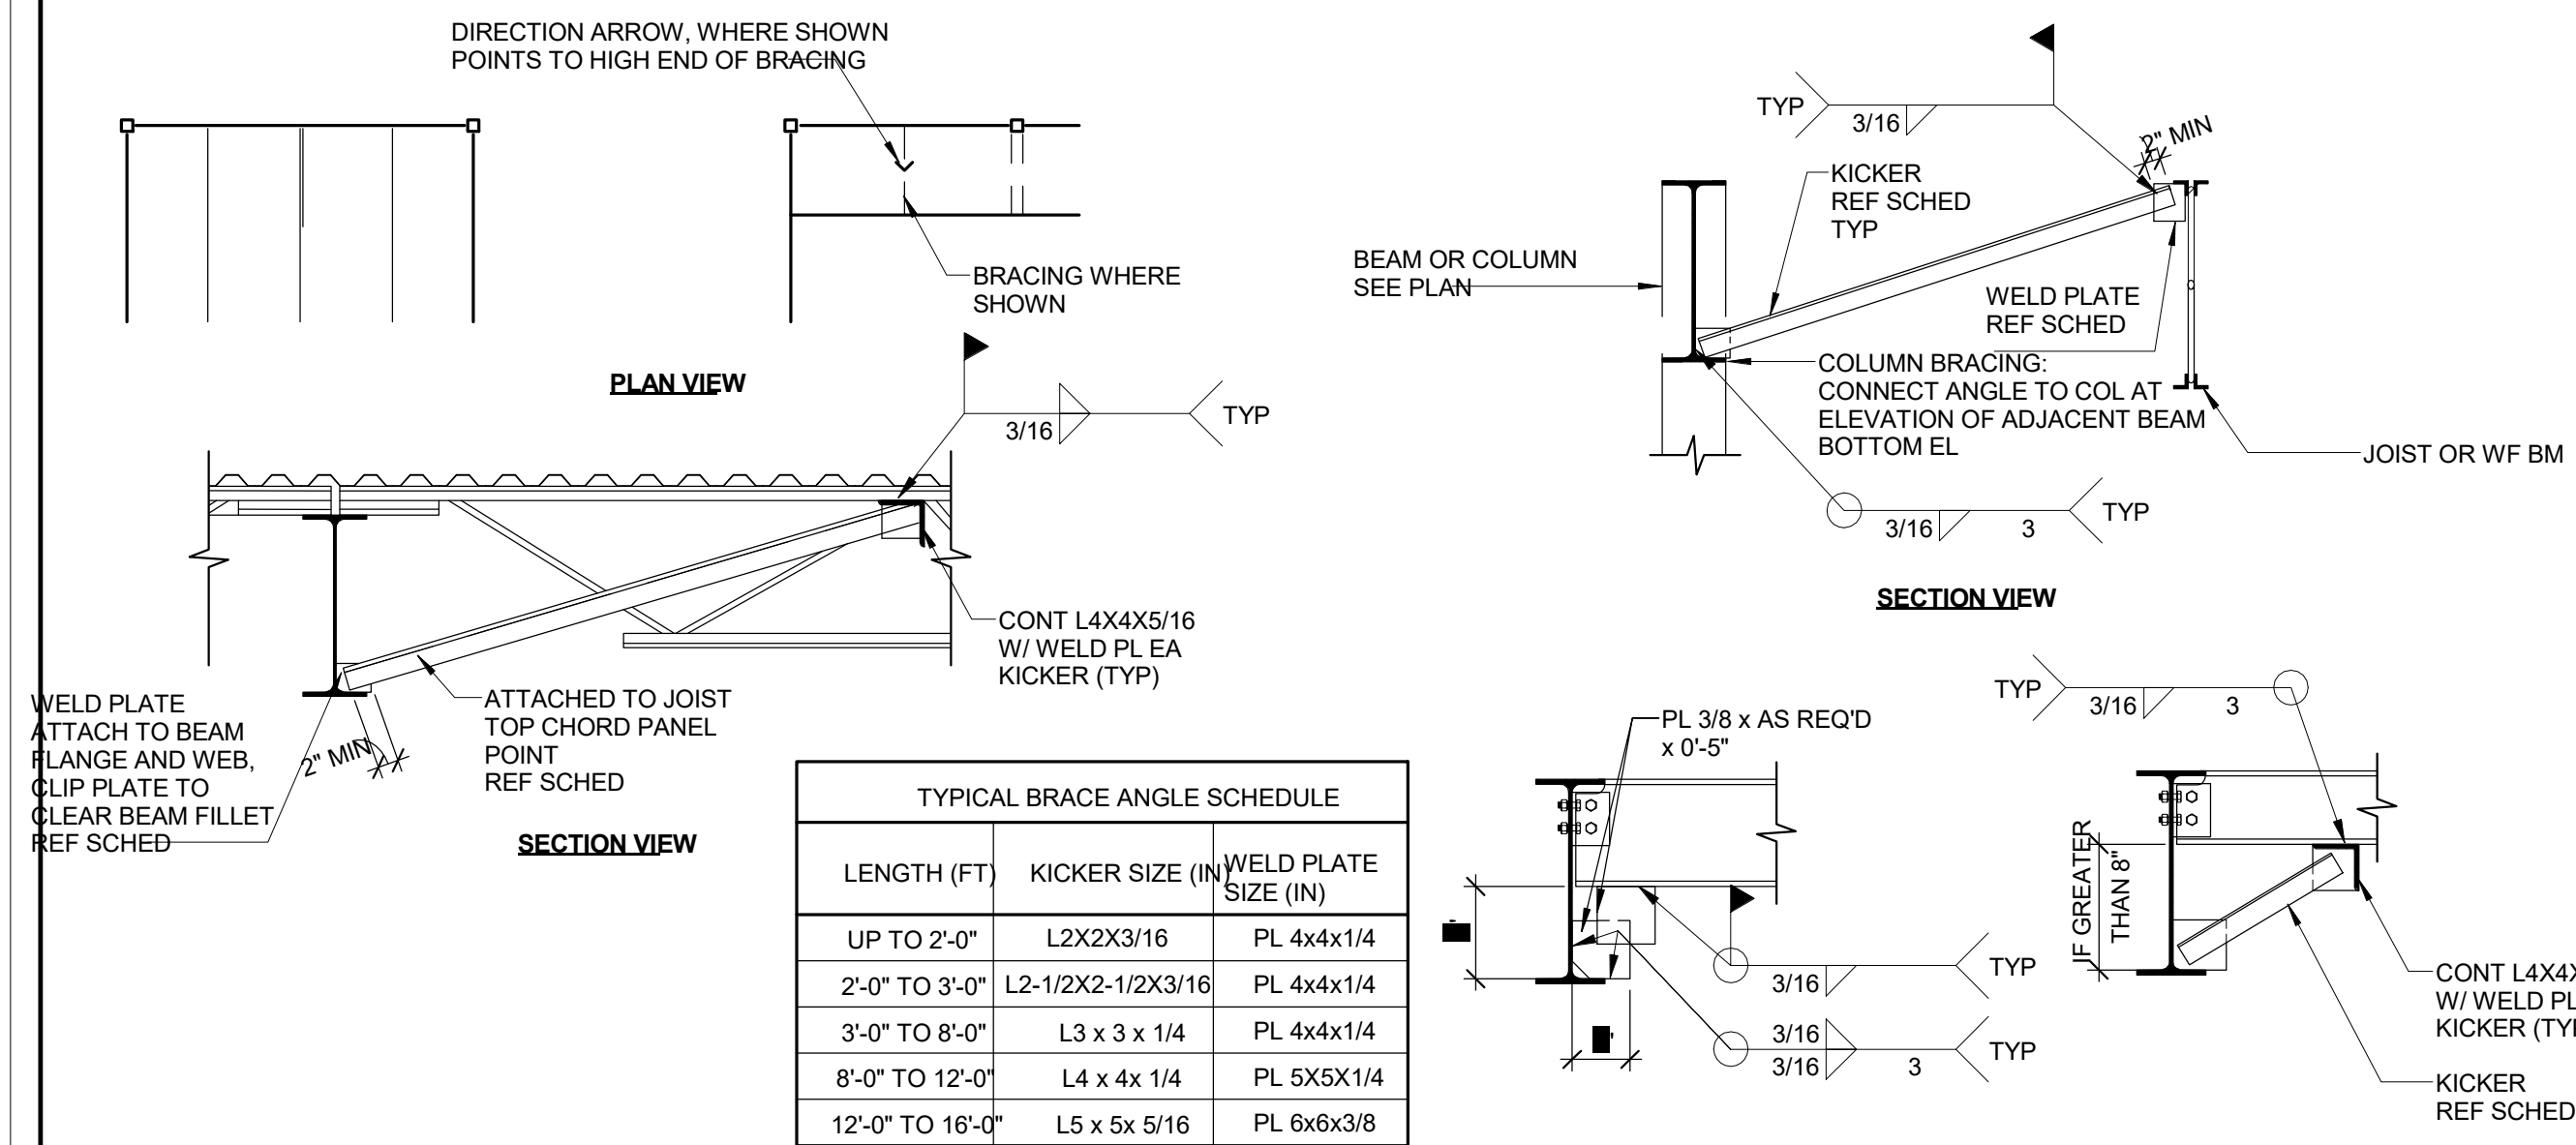 DIRECTION ARROW, WHERE SHOWN
POINTS TO HIGH END OF BRACING
BRACING WHERE
SHOWN
PLAN VIEW
3/16
TYP
CONT L4X4X5/16
W/ WELD PL EA
KICKER (TYP)
WELD PLATE
ATTACH TO BEAM
FLANGE AND WEB,
CLIP PLATE TO
CLEAR BEAM FILLET
REF SCHED
2" MIN
ATTACHED TO JOIST
TOP CHORD PANEL
POINT
REF SCHED
SECTION VIEW
TYP
3/16
2" MIN
KICKER
REF SCHED
TYP
BEAM OR COLUMN
SEE PLAN
WELD PLATE
REF SCHED
COLUMN BRACING:
CONNECT ANGLE TO COL AT
ELEVATION OF ADJACENT BEAM
BOTTOM EL
JOIST OR WF BM
3/16 3
TYP
SECTION VIEW
TYPICAL BRACE ANGLE SCHEDULE
LENGTH (FT) KICKER SIZE (IN) WELD PLATE
SIZE (IN)
UP TO 2'-0" L2X2X3/16 PL 4x4x1/4
2'-0" TO 3'-0" L2-1/2X2-1/2X3/16 PL 4x4x1/4
3'-0" TO 8'-0" L3 x 3 x 1/4 PL 4x4x1/4
8'-0" TO 12'-0" L4 x 4x 1/4 PL 5X5X1/4
12'-0" TO 16'-0" L5 x 5x 5/16 PL 6x6x3/8
PL 3/8 x AS REQ'D
x 0'-5"
3/16
TYP
3/16
3/16 3
TYP
TYP
3/16 3
IF GREATER
THAN 8"
CONT L4X4
W/ WELD PL
KICKER (TY
KICKER
REF SCHED